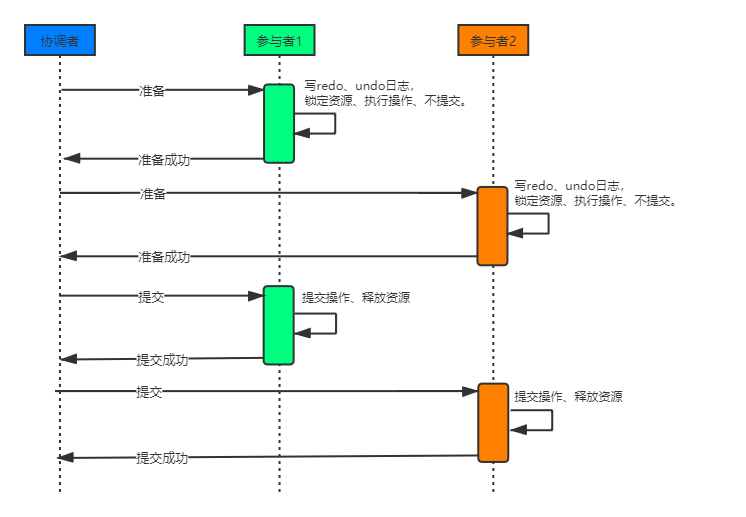 协调者
参与者1
参与者2
准备
写redo、undo日志，
锁定资源、执行操作、不提交。
准备成功
准备
写redo、undo日志，
锁定资源、执行操作、不提交。
准备成功
提交
提交操作、释放资源
提交成功
提交
提交操作、释放资源
提交成功